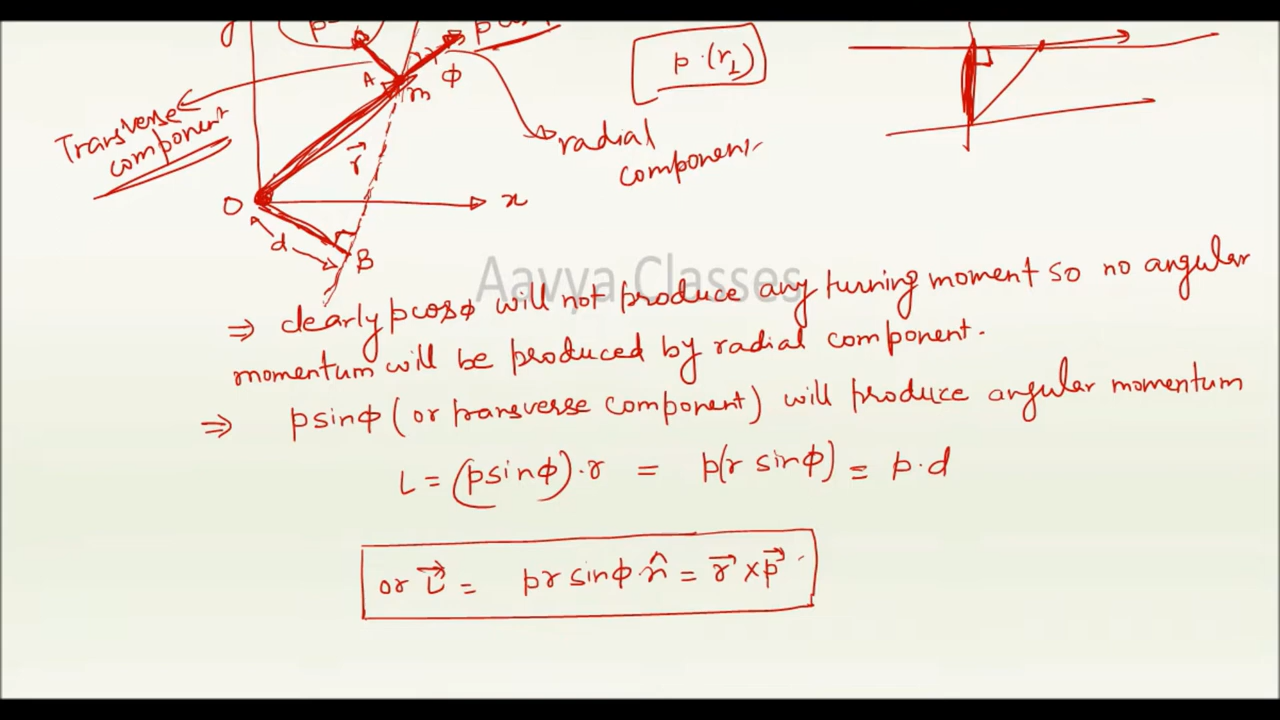 y
p
p cos
A
m
ϕ
p·(r⊥)
Transverse
component
radial
component
r⃗
O
x
d
B
Aavya Classes
⇒ clearly pcosϕ will not produce any turning moment so no angular
momentum will be produced by radial component.
⇒ psinϕ (or transverse component) will produce angular momentum
L = (psinϕ)·r = p(r sinϕ) = p·d
or L⃗ = pr sinϕ n̂ = r⃗ × p⃗